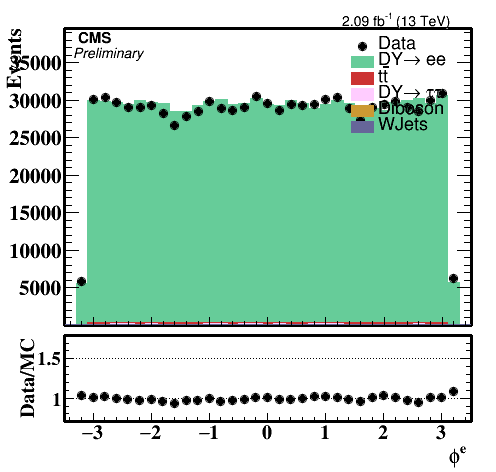 2.09 fb⁻¹ (13 TeV)
CMS
Preliminary
Events
35000
30000
25000
20000
15000
10000
5000
Data
DY→ ee
tt̄
DY→ ττ
Diboson
WJets
Data/MC
1.5
1
−3 −2 −1 0 1 2 3
ϕᵉ